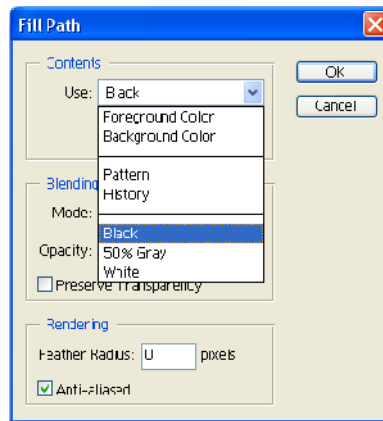 Fill Path
Contents
OK
Use: Black
Cancel
Foreground Color
Background Color
Pattern
Blending
History
Mode:
Black
Opacity: 50% Gray
White
Preserve Transparency
Rendering
Feather Radius: 0 pixels
Anti-aliased